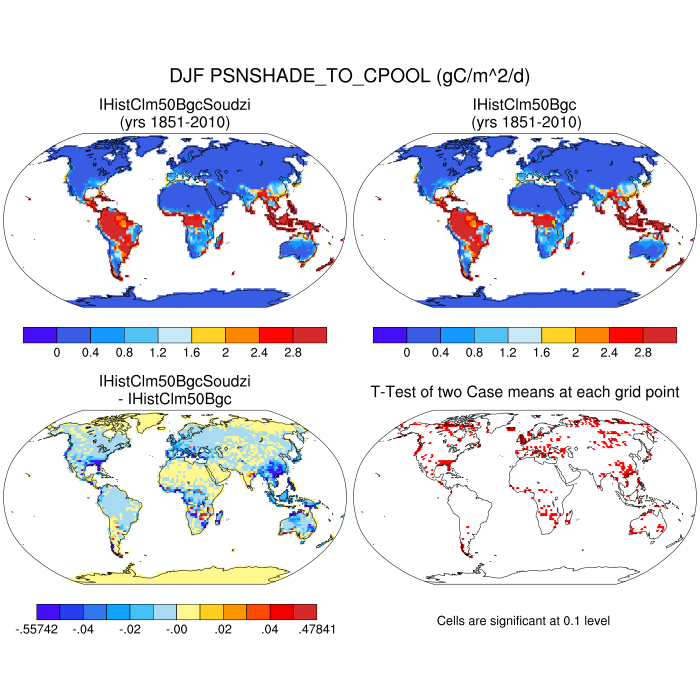 DJF PSNSHADE_TO_CPOOL (gC/m^2/d)
IHistClm50BgcSoudzi
(yrs 1851-2010)
IHistClm50Bgc
(yrs 1851-2010)
0 0.4 0.8 1.2 1.6 2 2.4 2.8
0 0.4 0.8 1.2 1.6 2 2.4 2.8
IHistClm50BgcSoudzi
- IHistClm50Bgc
T-Test of two Case means at each grid point
-.55742 -.04 -.02 -.00 .02 .04 .47841
Cells are significant at 0.1 level